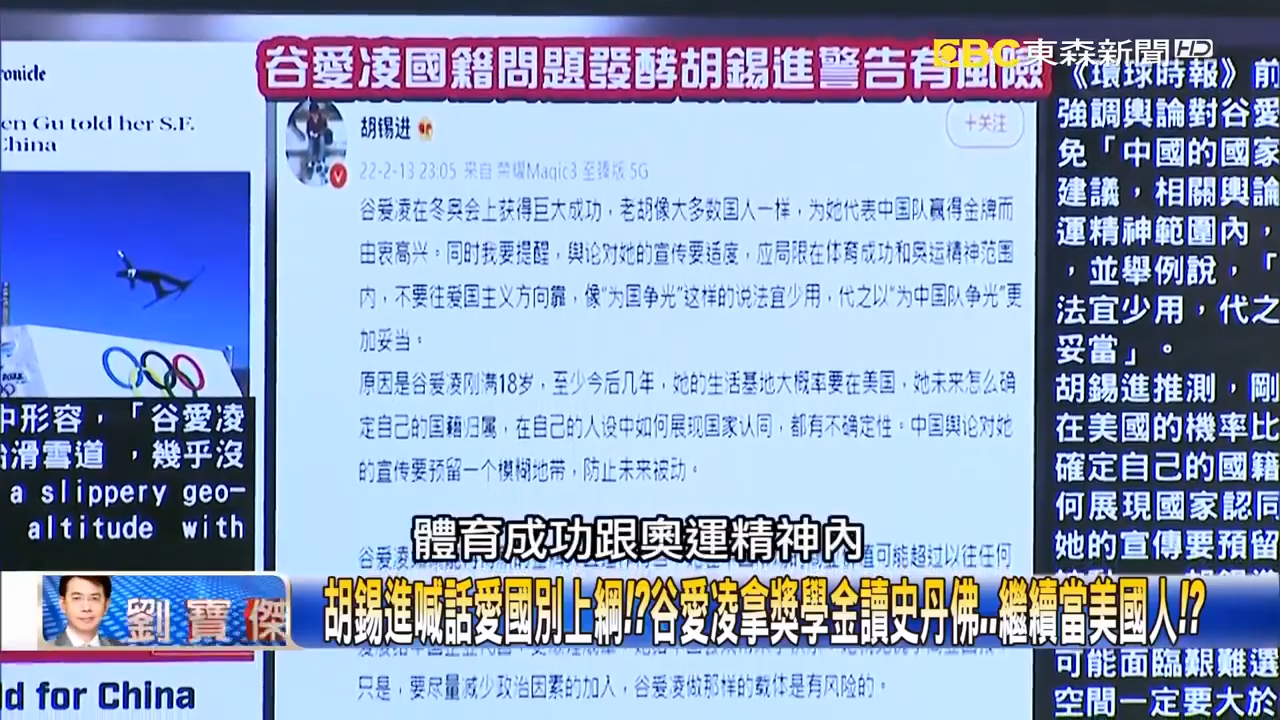 谷愛凌國籍問題發酵胡錫進警告有風險
EBC 東森新聞 HD
ronicle
en Gu told her S.F.
China
胡锡进
+关注
22-2-13 23:05 来自 荣耀Magic3 至臻版 5G
谷爱凌在冬奥会上获得巨大成功，老胡像大多数国人一样，为她代表中国队赢得金牌而
由衷高兴。同时我要提醒，舆论对她的宣传要适度，应局限在体育成功和奥运精神范围
内，不要往爱国主义方向靠，像“为国争光”这样的说法宜少用，代之以“为中国队争光”更
加妥当。
原因是谷爱凌刚满18岁，至少今后几年，她的生活基地大概率要在美国，她未来怎么确
定自己的国籍归属，在自己的人设中如何展现国家认同，都有不确定性。中国舆论对她
的宣传要预留一个模糊地带，防止未来被动。
价值可能超过以往任何
只是，要尽量减少政治因素的加入，谷爱凌做那样的载体是有风险的。
《環球時報》前
強調輿論對谷愛
免「中國的國家
建議，相關輿論
運精神範圍內，
，並舉例說，「
法宜少用，代之
妥當」。
胡錫進推測，剛
在美國的機率比
確定自己的國籍
何展現國家認同
她的宣傳要預留
可能面臨艱難選
空間一定要大於
中形容，「谷愛凌
滑雪道 ，幾乎沒
a slippery geo-
altitude with
體育成功跟奧運精神內
劉寶傑
胡錫進喊話愛國別上綱!?谷愛凌拿獎學金讀史丹佛..繼續當美國人!?
ld for China